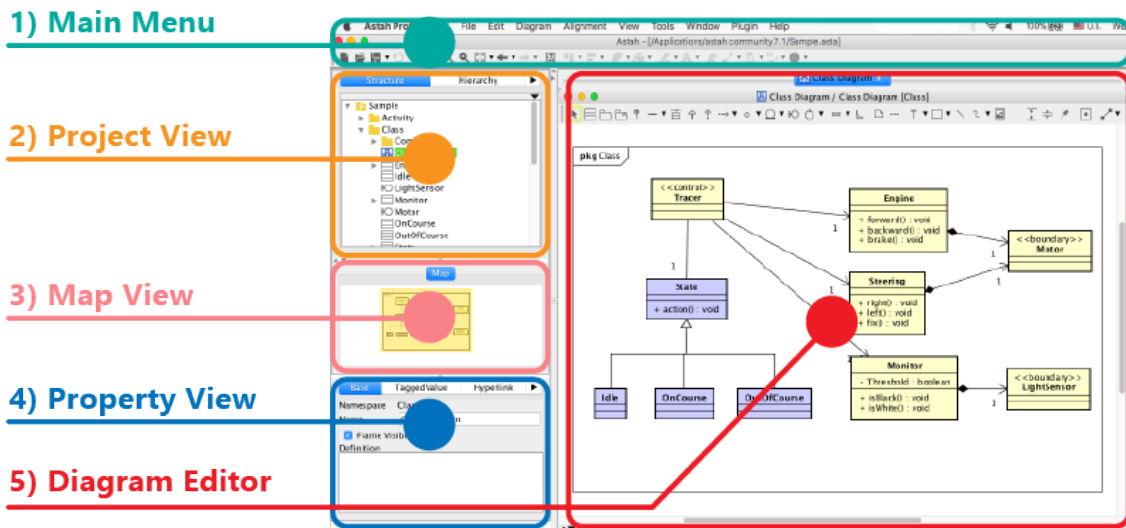 1) Main Menu
2) Project View
3) Map View
4) Property View
5) Diagram Editor
File Edit Diagram Alignment View Tools Window Plugin Help
100%
U.S.
Astah - [/Applications/astah community7.1/Sample.asta]
Structure Hierarchy
Sample
Activity
Class
Idle
LightSensor
Monitor
Motor
OnCourse
OutOfCourse
Map
Base TaggedValue Hyperlink
Namespace
Frame
Definition
Class Diagram
Class Diagram / Class Diagram [Class]
pkg Class
<<control>>
Tracer
Engine
+ forward() : void
+ backward() : void
+ brake() : void
1
<<boundary>>
Motor
1
State
+ action() : void
1
Steering
+ right() : void
+ left() : void
+ fix() : void
1
1
Monitor
- Threshold : boolean
+ isBlack() : void
+ isWhite() : void
<<boundary>>
LightSensor
1
Idle
OnCourse